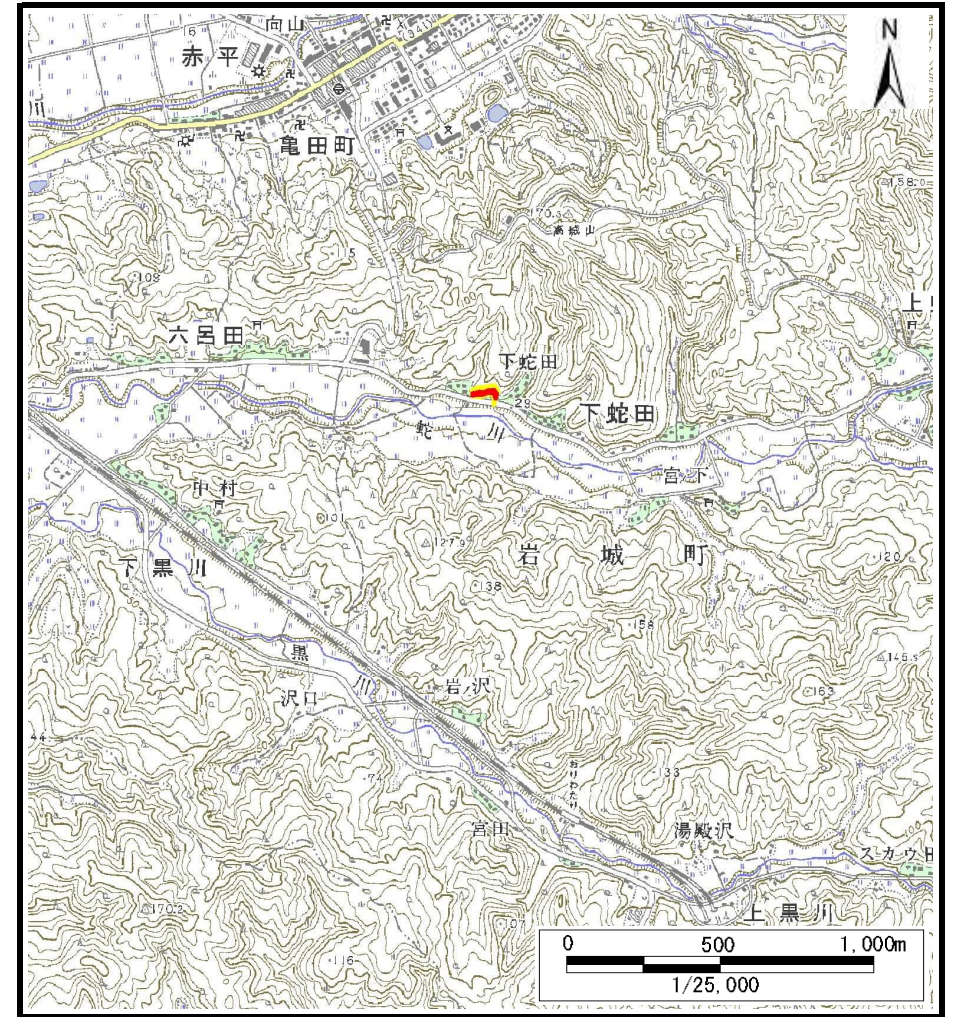 向山
16
N
赤平
亀田町
158.0
170.3
高城山
5
109
上
六呂田
下蛇田
29
下蛇田
蛇
川
宮ノ下
中村
101
127.9
岩城町
120
138
下黒川
158
145.5
黒
163
川
岩ノ沢
沢口
44
おりわたり
133
74
湯殿沢
宮田
スカウ田
170.2
上黒川
107
0 500 1,000m
116
1/25,000